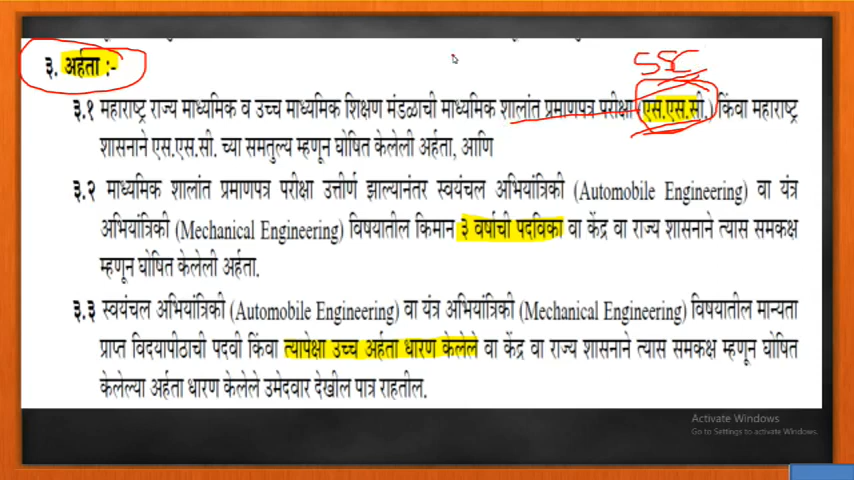 SSC
३. अर्हता :-
३.१ महाराष्ट्र राज्य माध्यमिक व उच्च माध्यमिक शिक्षण मंडळाची माध्यमिक शालांत प्रमाणपत्र परीक्षा (एस.एस.सी.) किंवा महाराष्ट्र
शासनाने एस.एस.सी. च्या समतुल्य म्हणून घोषित केलेली अर्हता, आणि
३.२ माध्यमिक शालांत प्रमाणपत्र परीक्षा उत्तीर्ण झाल्यानंतर स्वयंचल अभियांत्रिकी (Automobile Engineering) वा यंत्र
अभियांत्रिकी (Mechanical Engineering) विषयातील किमान ३ वर्षाची पदविका वा केंद्र वा राज्य शासनाने त्यास समकक्ष
म्हणून घोषित केलेली अर्हता.
३.३ स्वयंचल अभियांत्रिकी (Automobile Engineering) वा यंत्र अभियांत्रिकी (Mechanical Engineering) विषयातील मान्यता
प्राप्त विद्यापीठाची पदवी किंवा त्यापेक्षा उच्च अर्हता धारण केलेले वा केंद्र वा राज्य शासनाने त्यास समकक्ष म्हणून घोषित
केलेल्या अर्हता धारण केलेले उमेदवार देखील पात्र राहतील.
Activate Windows
Go to Settings to activate Windows.